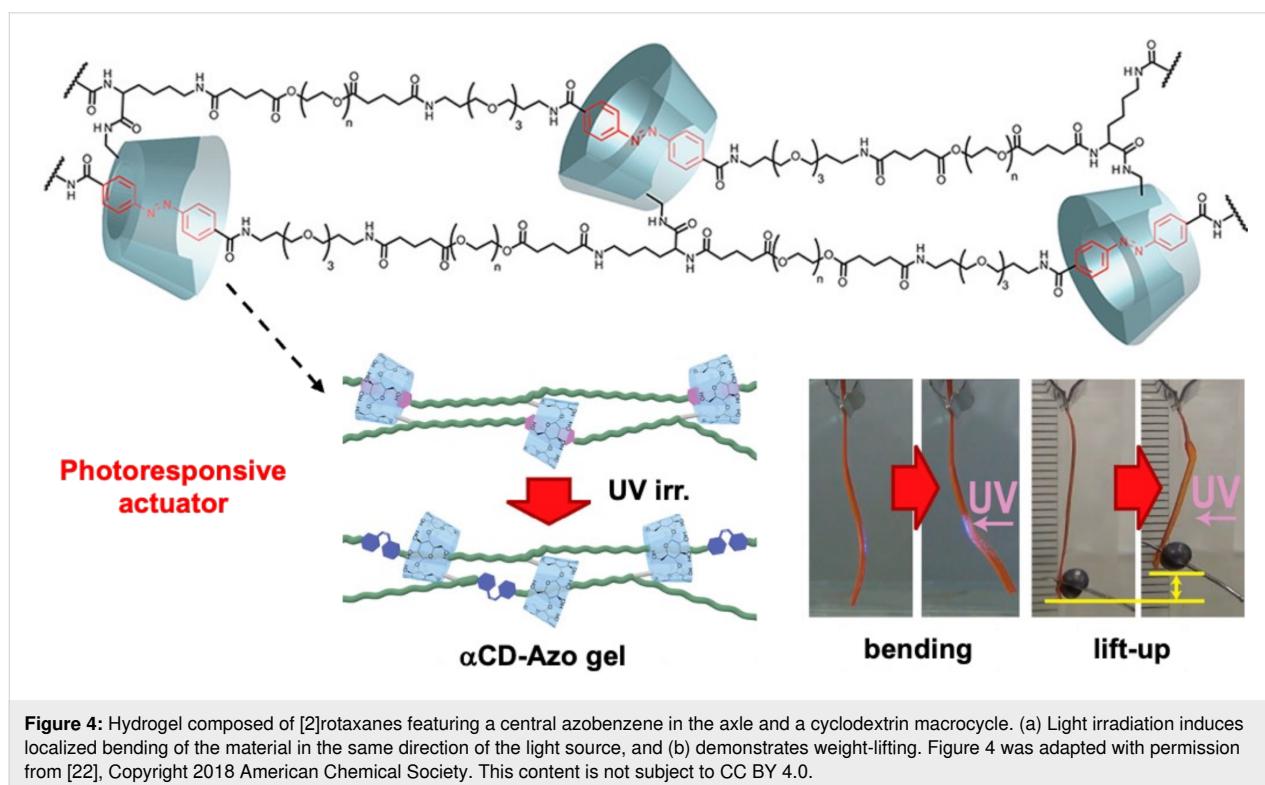 Photoresponsive
actuator
UV irr.
αCD-Azo gel
UV
UV
bending
lift-up
Figure 4: Hydrogel composed of [2]rotaxanes featuring a central azobenzene in the axle and a cyclodextrin macrocycle. (a) Light irradiation induces
localized bending of the material in the same direction of the light source, and (b) demonstrates weight-lifting. Figure 4 was adapted with permission
from [22], Copyright 2018 American Chemical Society. This content is not subject to CC BY 4.0.